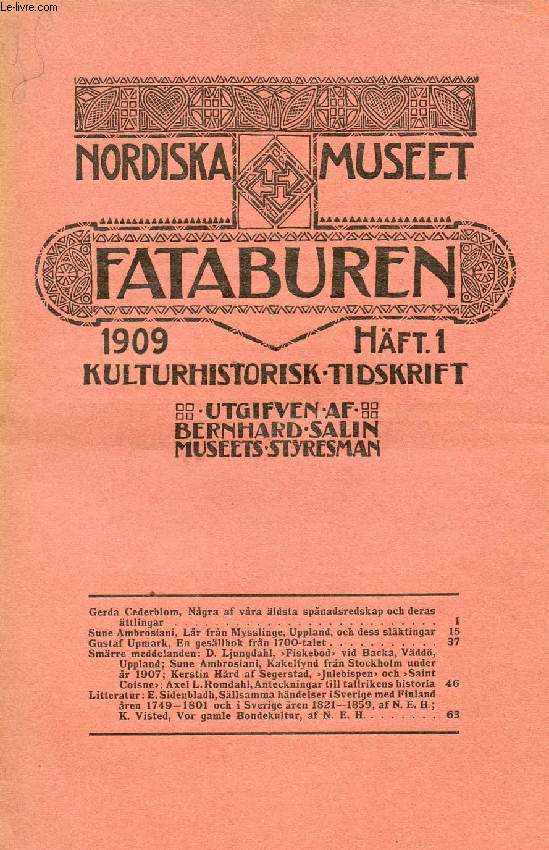 Le-livre.com
NORDISKA MUSEET
FATABUREN
1909 HÄFT. 1
KULTURHISTORISK·TIDSKRIFT
·UTGIFVEN·AF·
BERNHARD·SALIN
MUSEETS·STYRESMAN
Gerda Cederblom, Några af våra äldsta spånadsredskap och deras
ättlingar . . . . . . . . . . . . . . . . . . . . 1
Sune Ambrosiani, Lår från Mysslinge, Uppland, och dess släktingar 15
Gustaf Upmark, En gesällbok från 1700-talet . . . . . . . . 37
Smärre meddelanden: D. Ljungdahl, ›Fiskebod› vid Backa, Väddö,
Uppland; Sune Ambrosiani, Kakelfynd från Stockholm under
år 1907; Kerstin Hård af Segerstad, ›Julebispen› och ›Saint
Coisne›; Axel L. Romdahl, Anteckningar till tallrikens historia 46
Litteratur: E. Sidenbladh, Sällsamma händelser i Sverige med Finland
åren 1749—1801 och i Sverige åren 1821—1859, af N. E. H.;
K. Visted, Vor gamle Bondekultur, af N. E. H. . . . . . . . 63